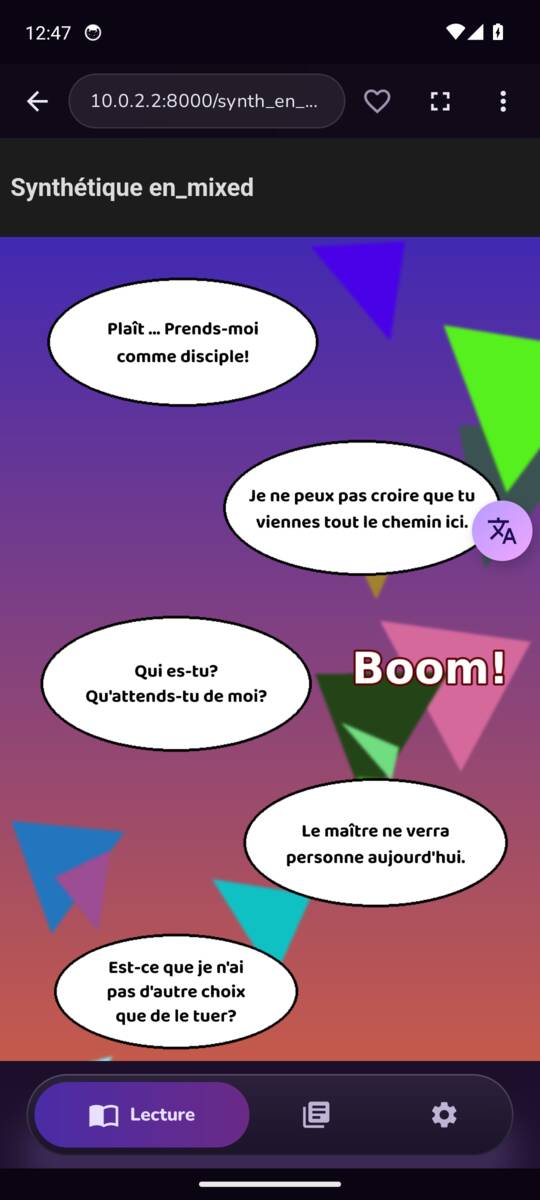 12:47
10.0.2.2:8000/synth_en_...
Synthétique en_mixed
Plaît ... Prends-moi
comme disciple!
Je ne peux pas croire que tu
viennes tout le chemin ici.
Qui es-tu?
Qu'attends-tu de moi?
Boom!
Le maître ne verra
personne aujourd'hui.
Est-ce que je n'ai
pas d'autre choix
que de le tuer?
Lecture